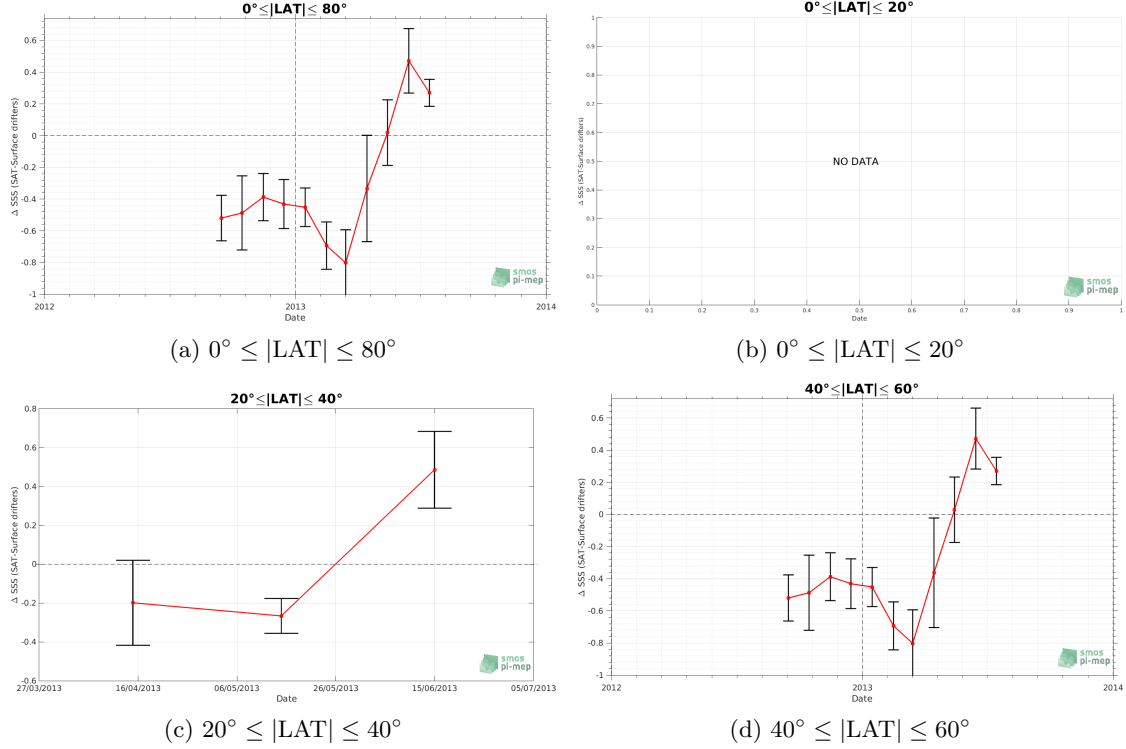 0°≤|LAT|≤ 80°
0.6
0.4
0.2
0
-0.2
-0.4
-0.6
-0.8
-1
Δ SSS (SAT-Surface drifters)
2012
2013
2014
Date
smos
pi-mep
(a) 0° ≤ |LAT| ≤ 80°
0°≤|LAT|≤ 20°
1
0.9
0.8
0.7
0.6
0.5
0.4
0.3
0.2
0.1
0
Δ SSS (SAT-Surface drifters)
NO DATA
0
0.1
0.2
0.3
0.4
0.5
0.6
0.7
0.8
0.9
1
Date
smos
pi-mep
(b) 0° ≤ |LAT| ≤ 20°
20°≤|LAT|≤ 40°
0.8
0.6
0.4
0.2
0
-0.2
-0.4
-0.6
Δ SSS (SAT-Surface drifters)
27/03/2013
16/04/2013
06/05/2013
26/05/2013
15/06/2013
05/07/2013
Date
smos
pi-mep
(c) 20° ≤ |LAT| ≤ 40°
40°≤|LAT|≤ 60°
0.6
0.4
0.2
0
-0.2
-0.4
-0.6
-0.8
-1
Δ SSS (SAT-Surface drifters)
2012
2013
2014
Date
smos
pi-mep
(d) 40° ≤ |LAT| ≤ 60°